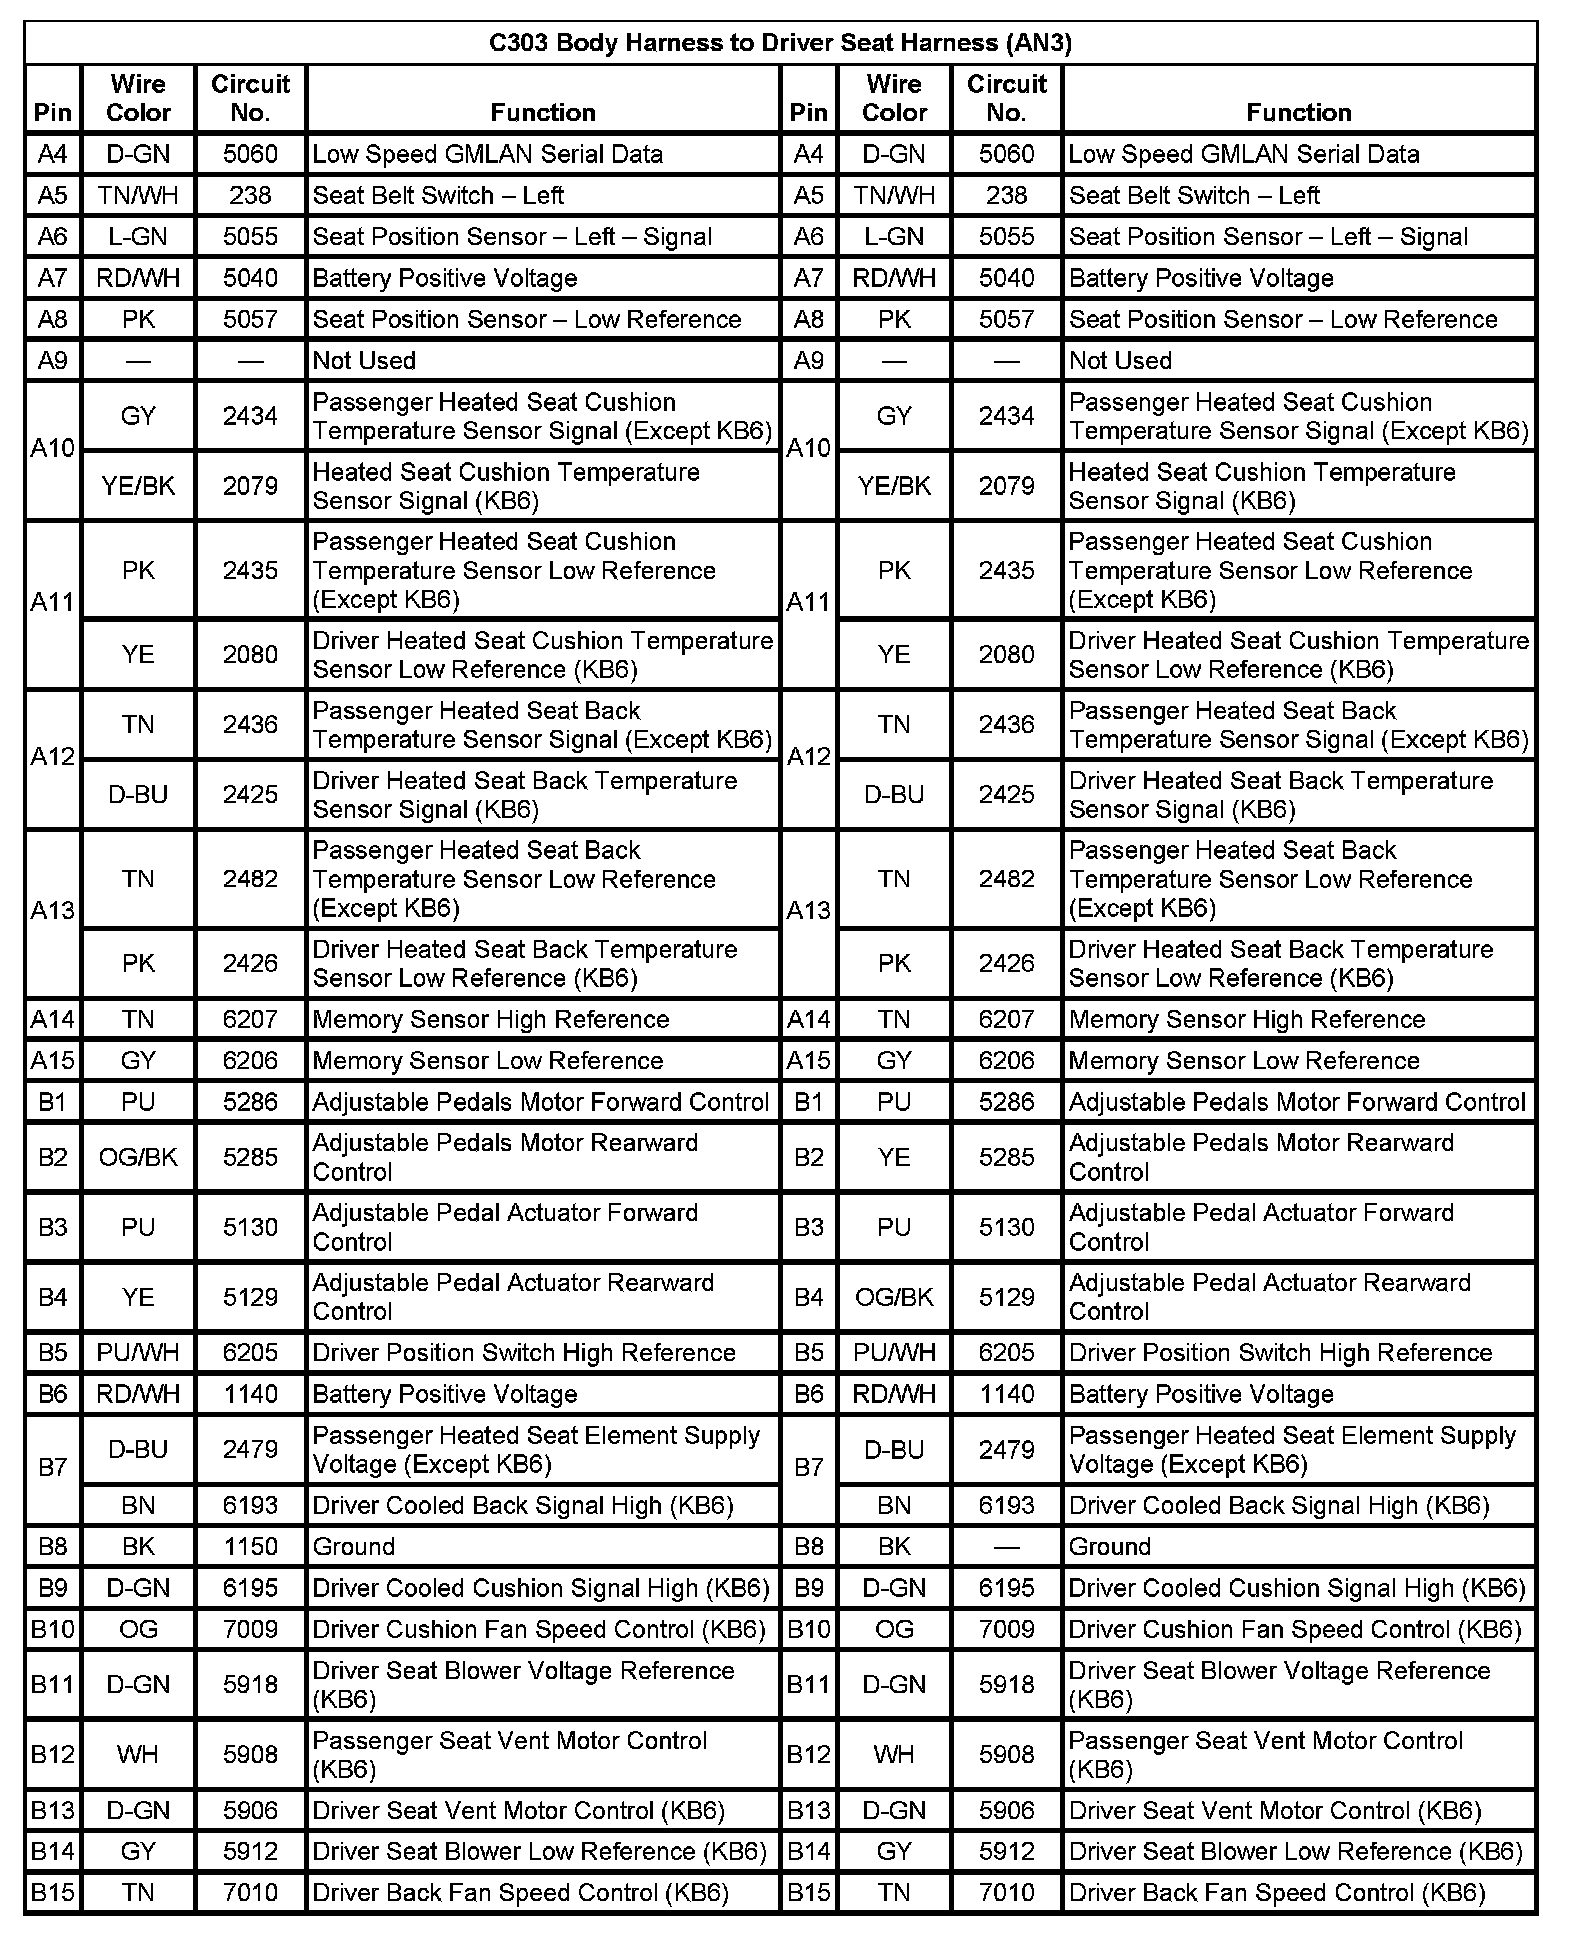 C303 Body Harness to Driver Seat Harness (AN3)
Pin Wire Color Circuit No. Function Pin Wire Color Circuit No. Function
A4 D-GN 5060 Low Speed GMLAN Serial Data A4 D-GN 5060 Low Speed GMLAN Serial Data
A5 TN/WH 238 Seat Belt Switch – Left A5 TN/WH 238 Seat Belt Switch – Left
A6 L-GN 5055 Seat Position Sensor – Left – Signal A6 L-GN 5055 Seat Position Sensor – Left – Signal
A7 RD/WH 5040 Battery Positive Voltage A7 RD/WH 5040 Battery Positive Voltage
A8 PK 5057 Seat Position Sensor – Low Reference A8 PK 5057 Seat Position Sensor – Low Reference
A9 — — Not Used A9 — — Not Used
A10 GY 2434 Passenger Heated Seat Cushion Temperature Sensor Signal (Except KB6) A10 GY 2434 Passenger Heated Seat Cushion Temperature Sensor Signal (Except KB6)
YE/BK 2079 Heated Seat Cushion Temperature Sensor Signal (KB6) YE/BK 2079 Heated Seat Cushion Temperature Sensor Signal (KB6)
A11 PK 2435 Passenger Heated Seat Cushion Temperature Sensor Low Reference (Except KB6) A11 PK 2435 Passenger Heated Seat Cushion Temperature Sensor Low Reference (Except KB6)
YE 2080 Driver Heated Seat Cushion Temperature Sensor Low Reference (KB6) YE 2080 Driver Heated Seat Cushion Temperature Sensor Low Reference (KB6)
A12 TN 2436 Passenger Heated Seat Back Temperature Sensor Signal (Except KB6) A12 TN 2436 Passenger Heated Seat Back Temperature Sensor Signal (Except KB6)
D-BU 2425 Driver Heated Seat Back Temperature Sensor Signal (KB6) D-BU 2425 Driver Heated Seat Back Temperature Sensor Signal (KB6)
A13 TN 2482 Passenger Heated Seat Back Temperature Sensor Low Reference (Except KB6) A13 TN 2482 Passenger Heated Seat Back Temperature Sensor Low Reference (Except KB6)
PK 2426 Driver Heated Seat Back Temperature Sensor Low Reference (KB6) PK 2426 Driver Heated Seat Back Temperature Sensor Low Reference (KB6)
A14 TN 6207 Memory Sensor High Reference A14 TN 6207 Memory Sensor High Reference
A15 GY 6206 Memory Sensor Low Reference A15 GY 6206 Memory Sensor Low Reference
B1 PU 5286 Adjustable Pedals Motor Forward Control B1 PU 5286 Adjustable Pedals Motor Forward Control
B2 OG/BK 5285 Adjustable Pedals Motor Rearward Control B2 YE 5285 Adjustable Pedals Motor Rearward Control
B3 PU 5130 Adjustable Pedal Actuator Forward Control B3 PU 5130 Adjustable Pedal Actuator Forward Control
B4 YE 5129 Adjustable Pedal Actuator Rearward Control B4 OG/BK 5129 Adjustable Pedal Actuator Rearward Control
B5 PU/WH 6205 Driver Position Switch High Reference B5 PU/WH 6205 Driver Position Switch High Reference
B6 RD/WH 1140 Battery Positive Voltage B6 RD/WH 1140 Battery Positive Voltage
B7 D-BU 2479 Passenger Heated Seat Element Supply Voltage (Except KB6) B7 D-BU 2479 Passenger Heated Seat Element Supply Voltage (Except KB6)
BN 6193 Driver Cooled Back Signal High (KB6) BN 6193 Driver Cooled Back Signal High (KB6)
B8 BK 1150 Ground B8 BK — Ground
B9 D-GN 6195 Driver Cooled Cushion Signal High (KB6) B9 D-GN 6195 Driver Cooled Cushion Signal High (KB6)
B10 OG 7009 Driver Cushion Fan Speed Control (KB6) B10 OG 7009 Driver Cushion Fan Speed Control (KB6)
B11 D-GN 5918 Driver Seat Blower Voltage Reference (KB6) B11 D-GN 5918 Driver Seat Blower Voltage Reference (KB6)
B12 WH 5908 Passenger Seat Vent Motor Control (KB6) B12 WH 5908 Passenger Seat Vent Motor Control (KB6)
B13 D-GN 5906 Driver Seat Vent Motor Control (KB6) B13 D-GN 5906 Driver Seat Vent Motor Control (KB6)
B14 GY 5912 Driver Seat Blower Low Reference (KB6) B14 GY 5912 Driver Seat Blower Low Reference (KB6)
B15 TN 7010 Driver Back Fan Speed Control (KB6) B15 TN 7010 Driver Back Fan Speed Control (KB6)